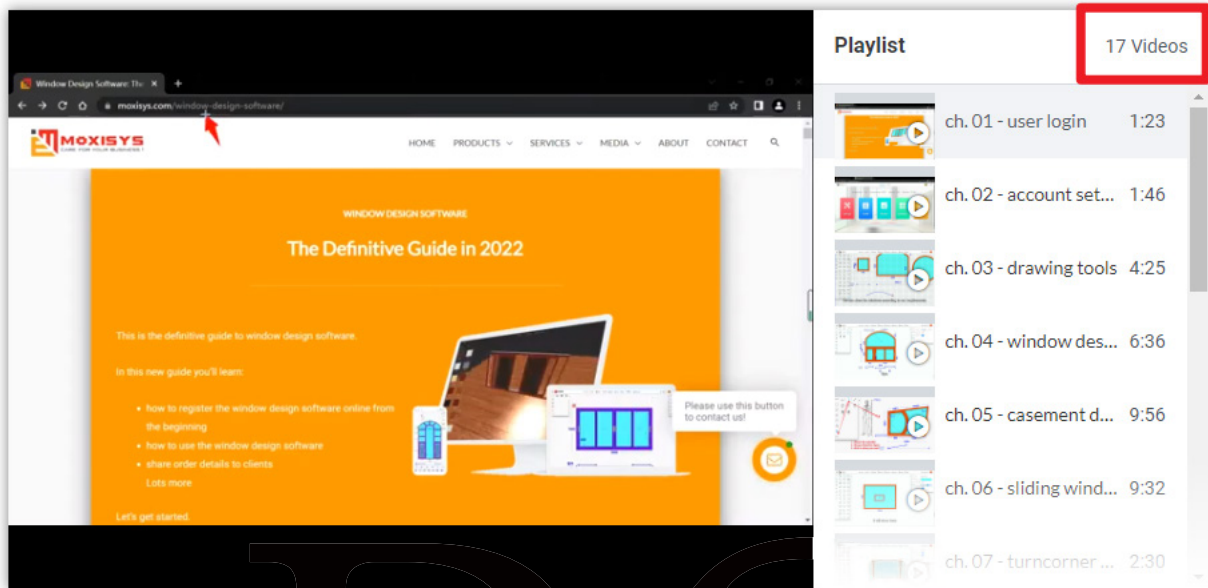 Window Design Software: The
moxisys.com/window-design-software/
MOXISYS
CARE FOR YOUR BUSINESS !
HOME PRODUCTS SERVICES MEDIA ABOUT CONTACT
WINDOW DESIGN SOFTWARE
The Definitive Guide in 2022
This is the definitive guide to window design software.
In this new guide you'll learn:
• how to register the window design software online from
the beginning
• how to use the window design software
• share order details to clients
Lots more
Let's get started.
Please use this button
to contact us!
Playlist
17 Videos
ch. 01 - user login 1:23
ch. 02 - account set... 1:46
ch. 03 - drawing tools 4:25
ch. 04 - window des... 6:36
ch. 05 - casement d... 9:56
ch. 06 - sliding wind... 9:32
ch. 07 - turncorner ... 2:30